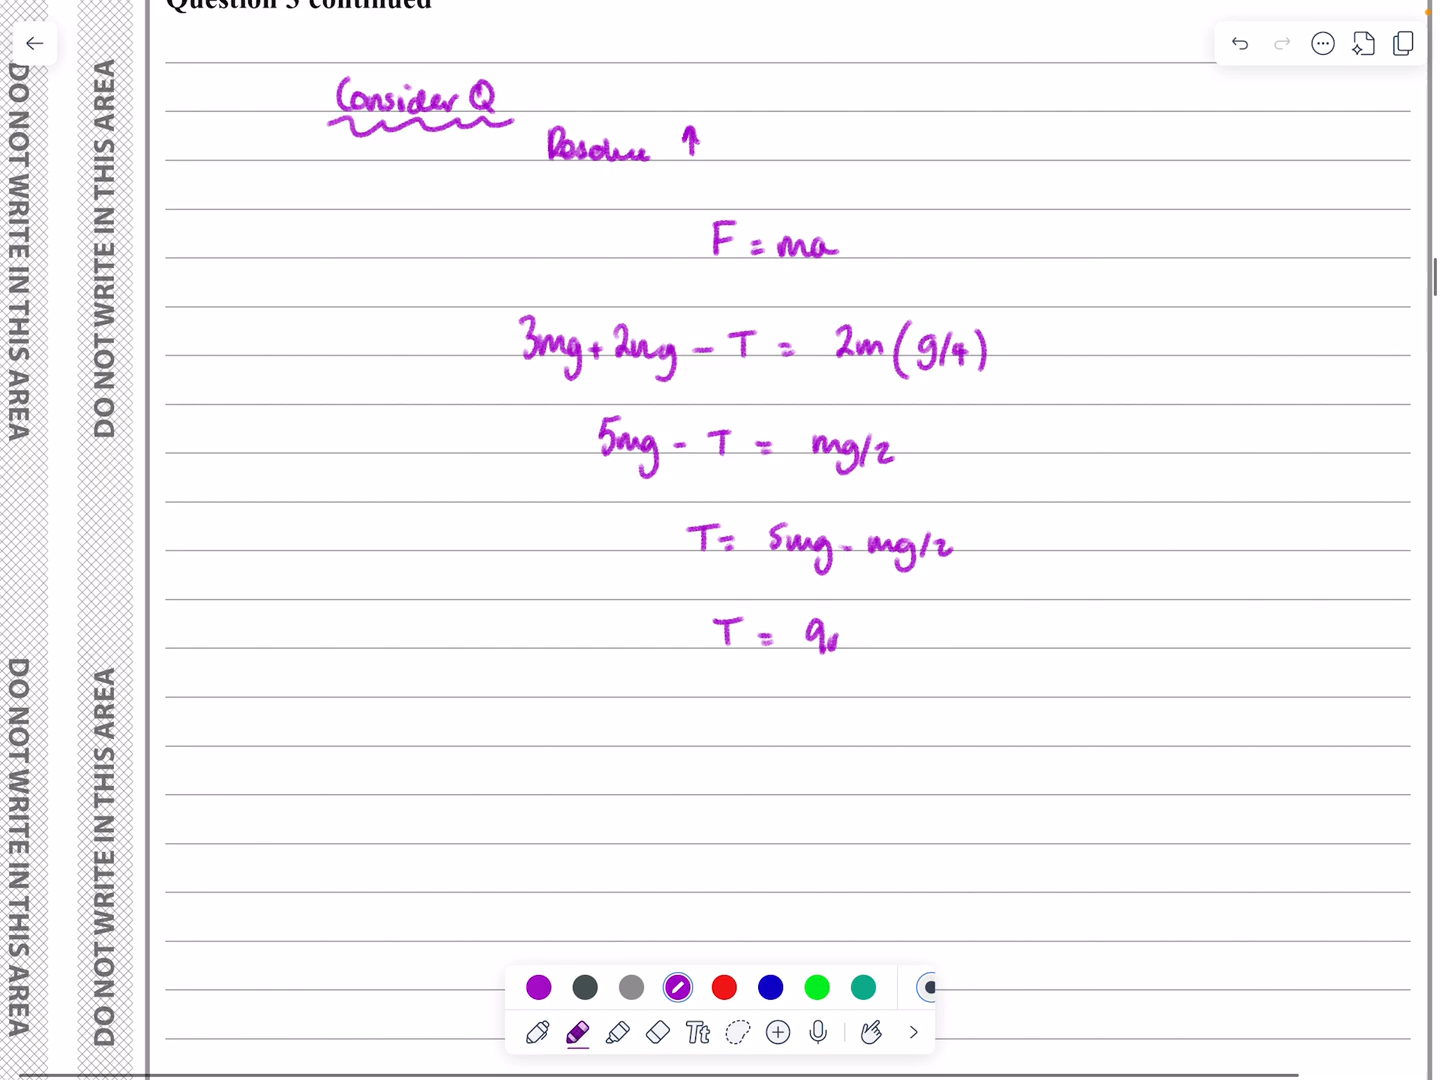 Question 3 continued
DO NOT WRITE IN THIS AREA
DO NOT WRITE IN THIS AREA
Consider Q
Resolve ↑
F = ma
3mg + 2mg - T = 2m(g/4)
5mg - T = mg/2
T = 5mg - mg/2
T = 9
DO NOT WRITE IN THIS AREA
DO NOT WRITE IN THIS AREA
Tt